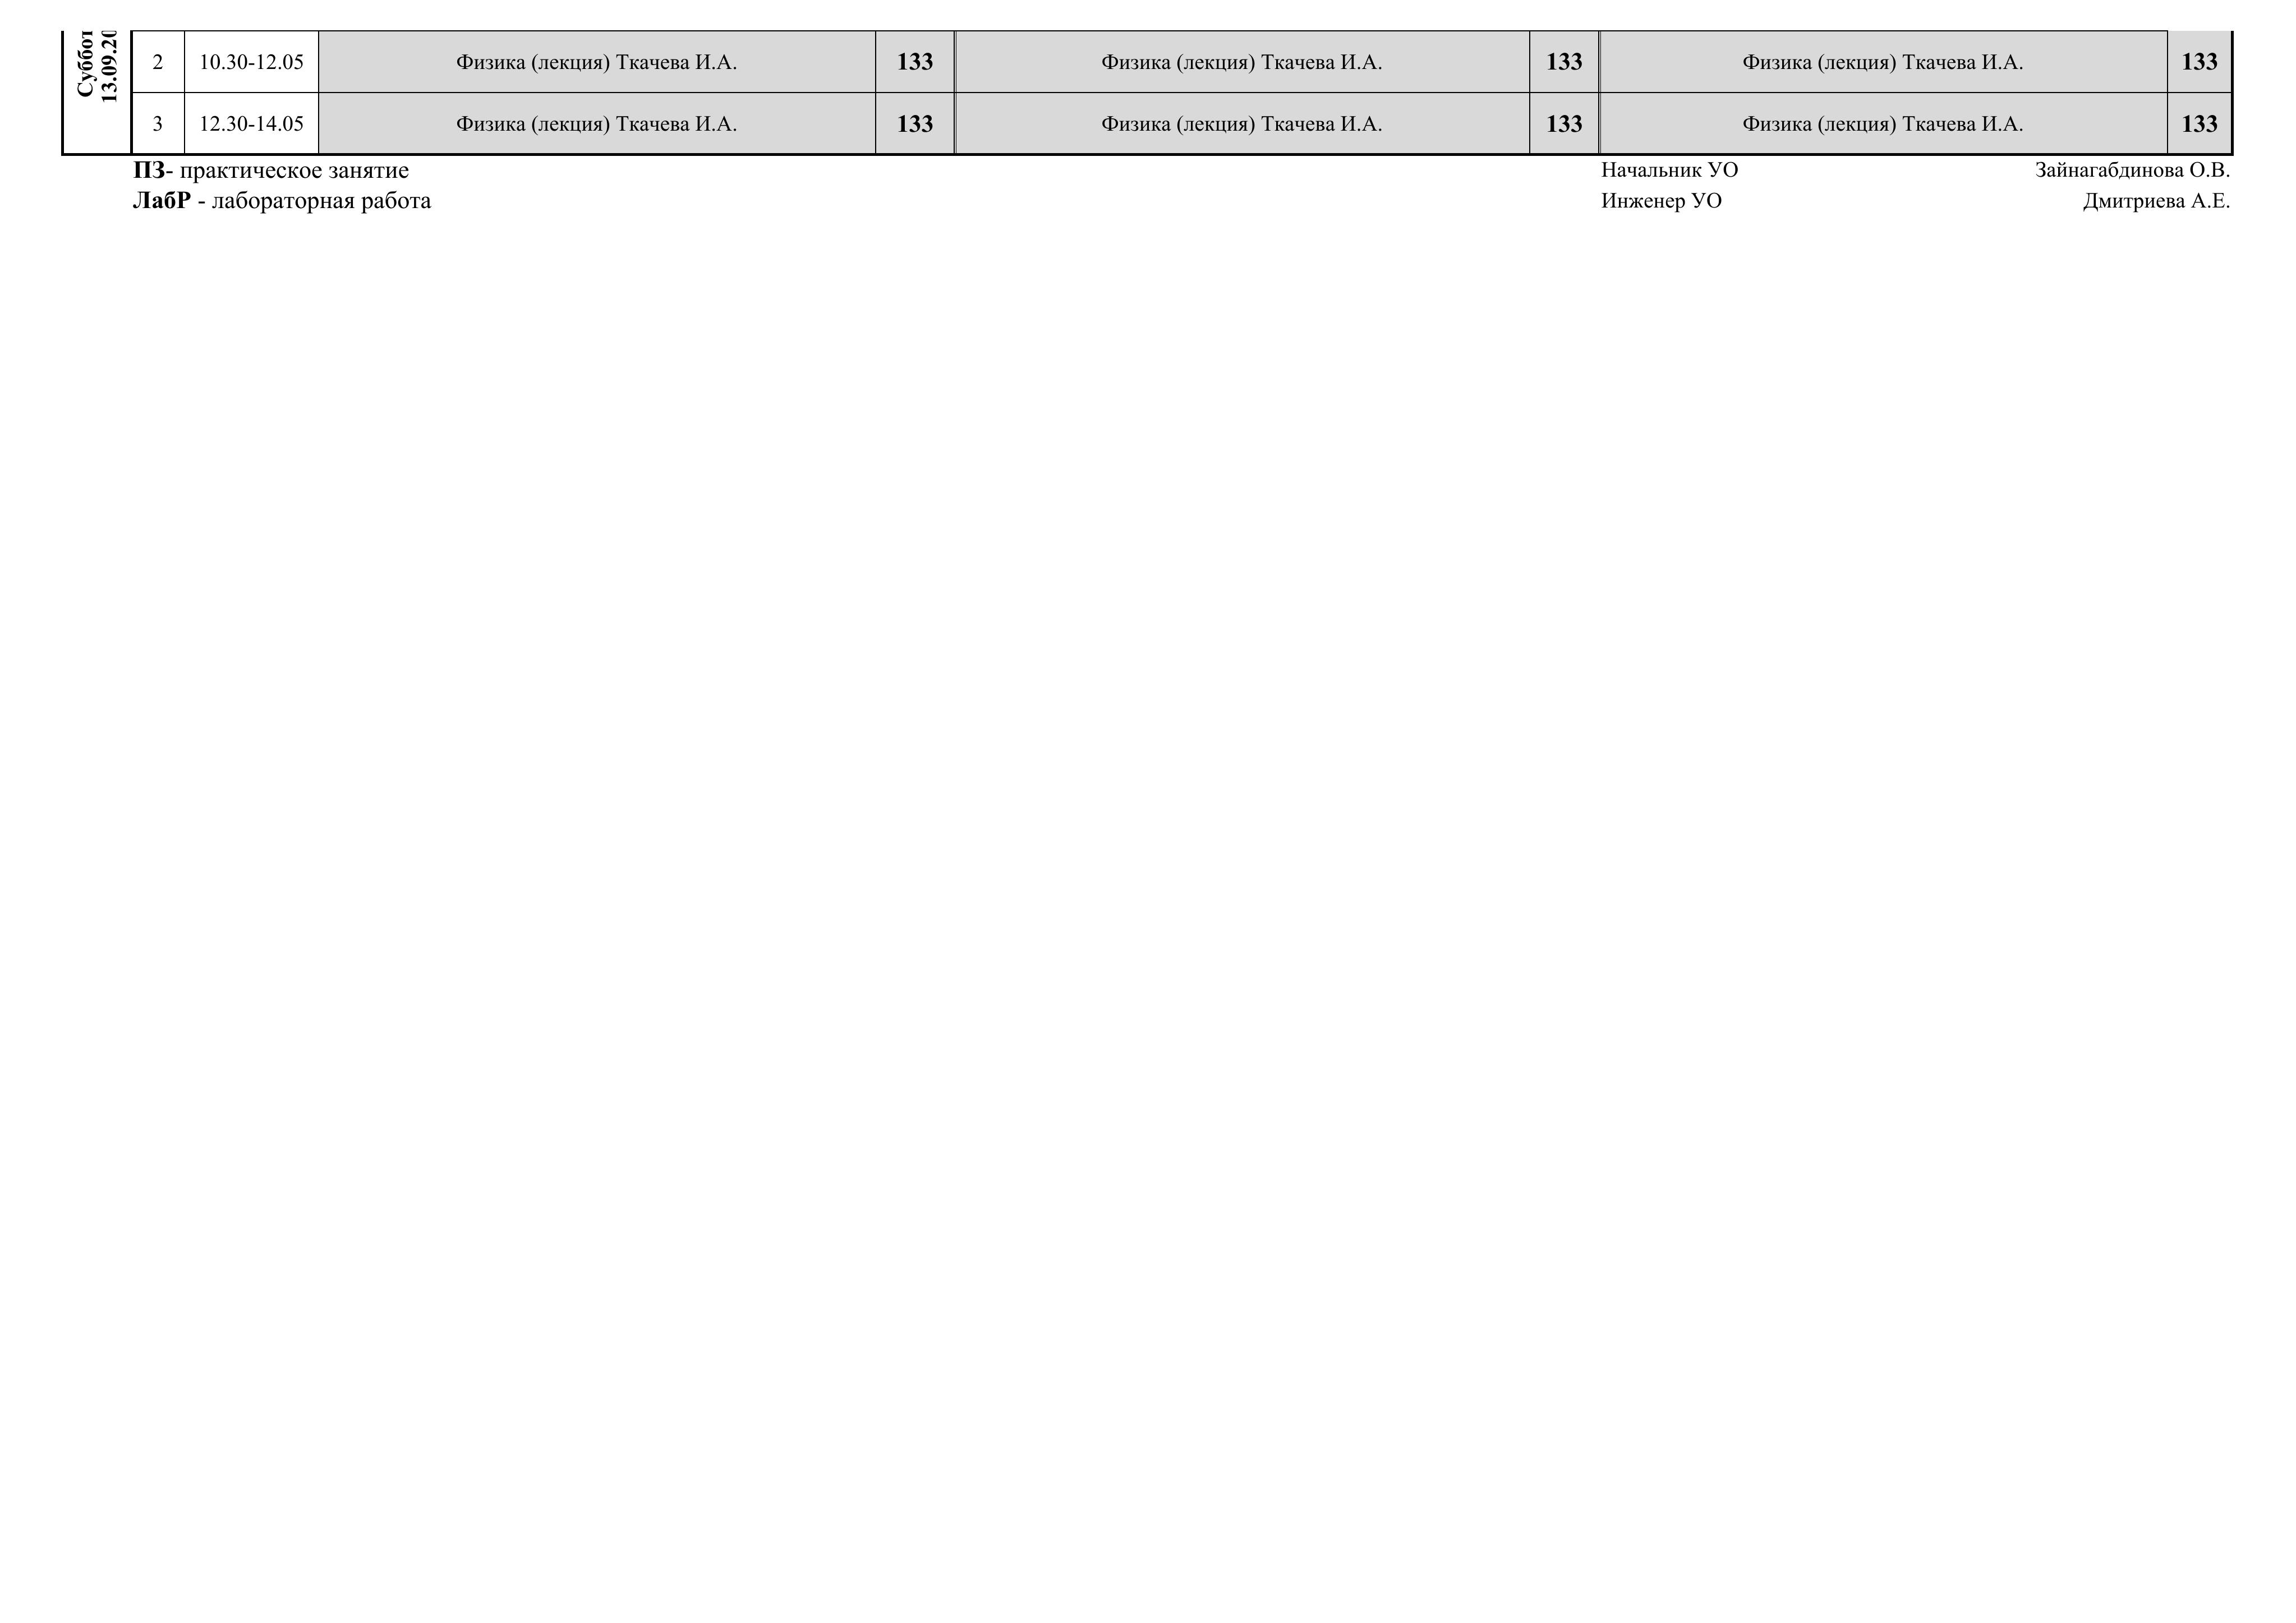 Суббот
13.09.20
2 10.30-12.05 Физика (лекция) Ткачева И.А. 133 Физика (лекция) Ткачева И.А. 133 Физика (лекция) Ткачева И.А. 133
3 12.30-14.05 Физика (лекция) Ткачева И.А. 133 Физика (лекция) Ткачева И.А. 133 Физика (лекция) Ткачева И.А. 133
ПЗ- практическое занятие Начальник УО Зайнагабдинова О.В.
ЛабР - лабораторная работа Инженер УО Дмитриева А.Е.